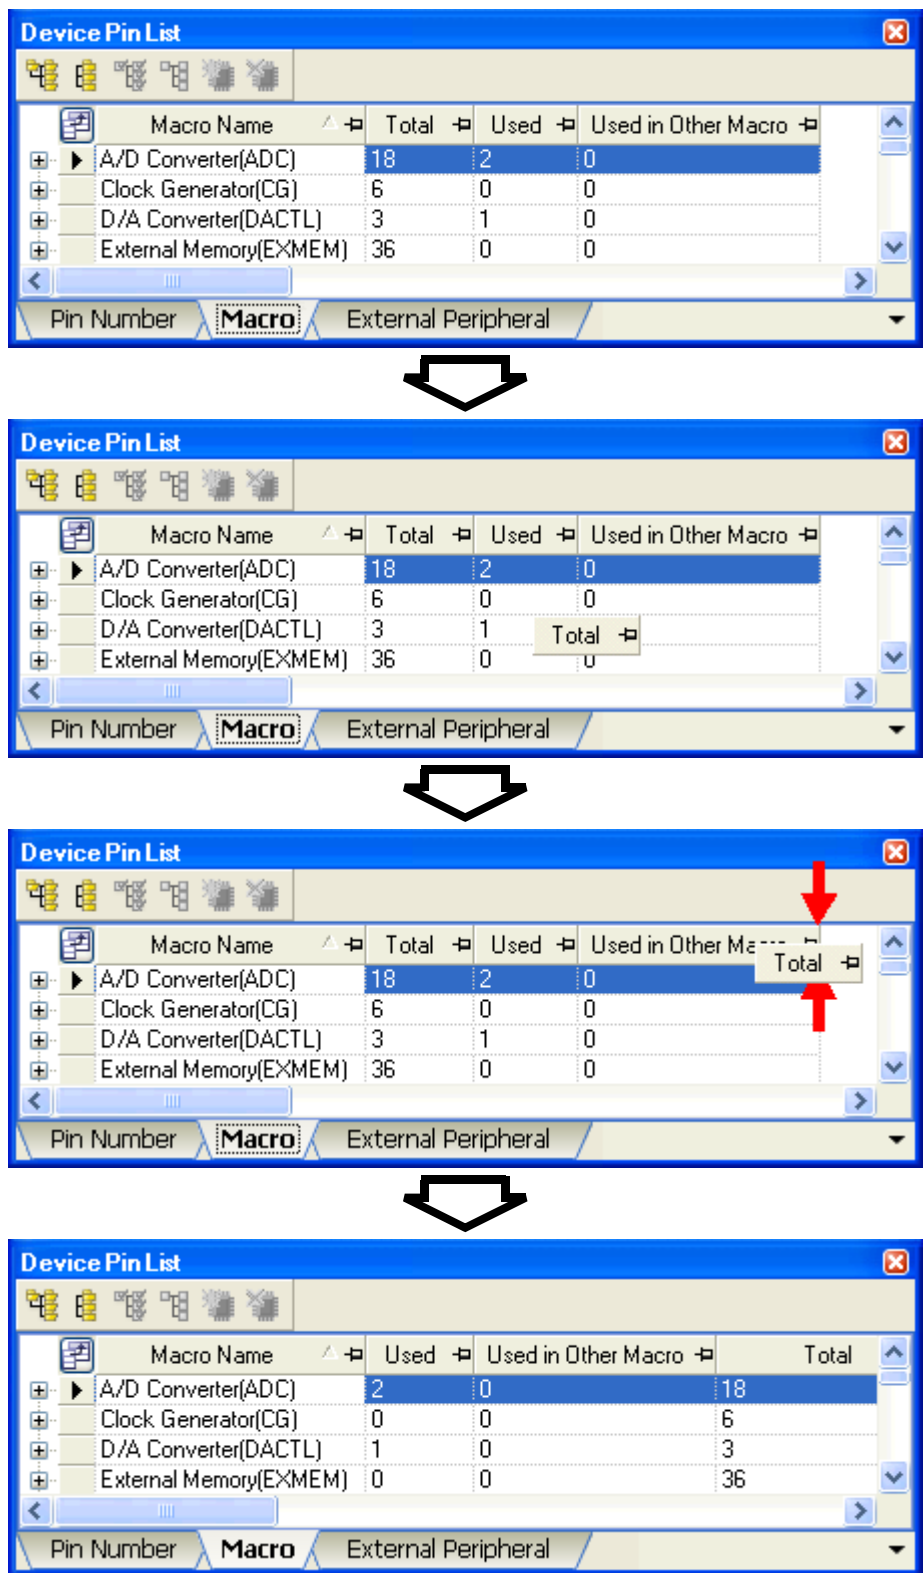 Device Pin List
Macro Name Total Used Used in Other Macro
A/D Converter(ADC) 18 2 0
Clock Generator(CG) 6 0 0
D/A Converter(DACTL) 3 1 0
External Memory(EXMEM) 36 0 0
Pin Number Macro External Peripheral
Device Pin List
Macro Name Total Used Used in Other Macro
A/D Converter(ADC) 18 2 0
Clock Generator(CG) 6 0 0
D/A Converter(DACTL) 3 1 Total
External Memory(EXMEM) 36 0 0
Pin Number Macro External Peripheral
Device Pin List
Macro Name Total Used Used in Other
Total
A/D Converter(ADC) 18 2 0
Clock Generator(CG) 6 0 0
D/A Converter(DACTL) 3 1 0
External Memory(EXMEM) 36 0 0
Pin Number Macro External Peripheral
Device Pin List
Macro Name Used Used in Other Macro Total
A/D Converter(ADC) 2 0 18
Clock Generator(CG) 0 0 6
D/A Converter(DACTL) 1 0 3
External Memory(EXMEM) 0 0 36
Pin Number Macro External Peripheral